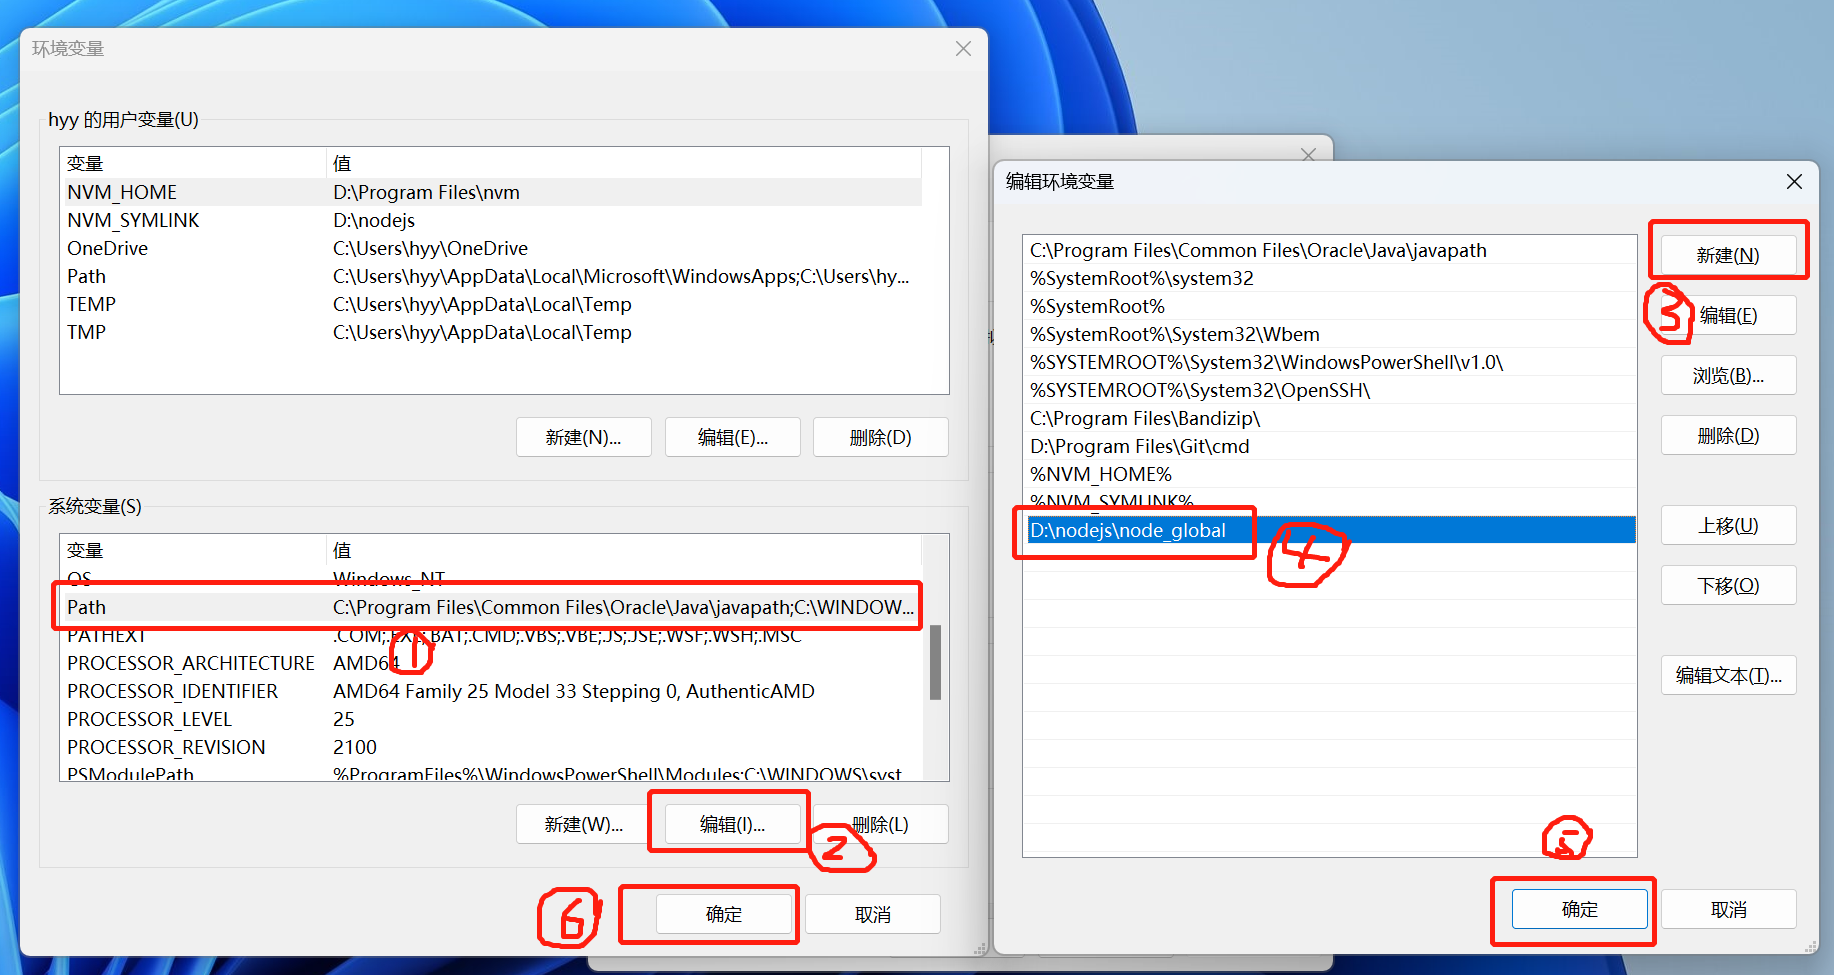 环境变量
hyy 的用户变量(U)
变量 值
NVM_HOME D:\Program Files\nvm
NVM_SYMLINK D:\nodejs
OneDrive C:\Users\hyy\OneDrive
Path C:\Users\hyy\AppData\Local\Microsoft\WindowsApps;C:\Users\hy...
TEMP C:\Users\hyy\AppData\Local\Temp
TMP C:\Users\hyy\AppData\Local\Temp
新建(N)... 编辑(E)... 删除(D)
系统变量(S)
变量 值
OS Windows_NT
Path C:\Program Files\Common Files\Oracle\Java\javapath;C:\WINDOW...
PATHEXT .COM;.EXE;.BAT;.CMD;.VBS;.VBE;.JS;.JSE;.WSF;.WSH;.MSC
1
PROCESSOR_ARCHITECTURE AMD64
PROCESSOR_IDENTIFIER AMD64 Family 25 Model 33 Stepping 0, AuthenticAMD
PROCESSOR_LEVEL 25
PROCESSOR_REVISION 2100
PSModulePath %ProgramFiles%\WindowsPowerShell\Modules;C:\WINDOWS\syst
新建(W)... 编辑(I)... 删除(L)
2
6
确定 取消
编辑环境变量
C:\Program Files\Common Files\Oracle\Java\javapath
%SystemRoot%\system32
%SystemRoot%
%SystemRoot%\System32\Wbem
%SYSTEMROOT%\System32\WindowsPowerShell\v1.0\
%SYSTEMROOT%\System32\OpenSSH\
C:\Program Files\Bandizip\
D:\Program Files\Git\cmd
%NVM_HOME%
%NVM_SYMLINK%
D:\nodejs\node_global
4
新建(N)
3
编辑(E)
浏览(B)...
删除(D)
上移(U)
下移(O)
编辑文本(T)...
5
确定 取消